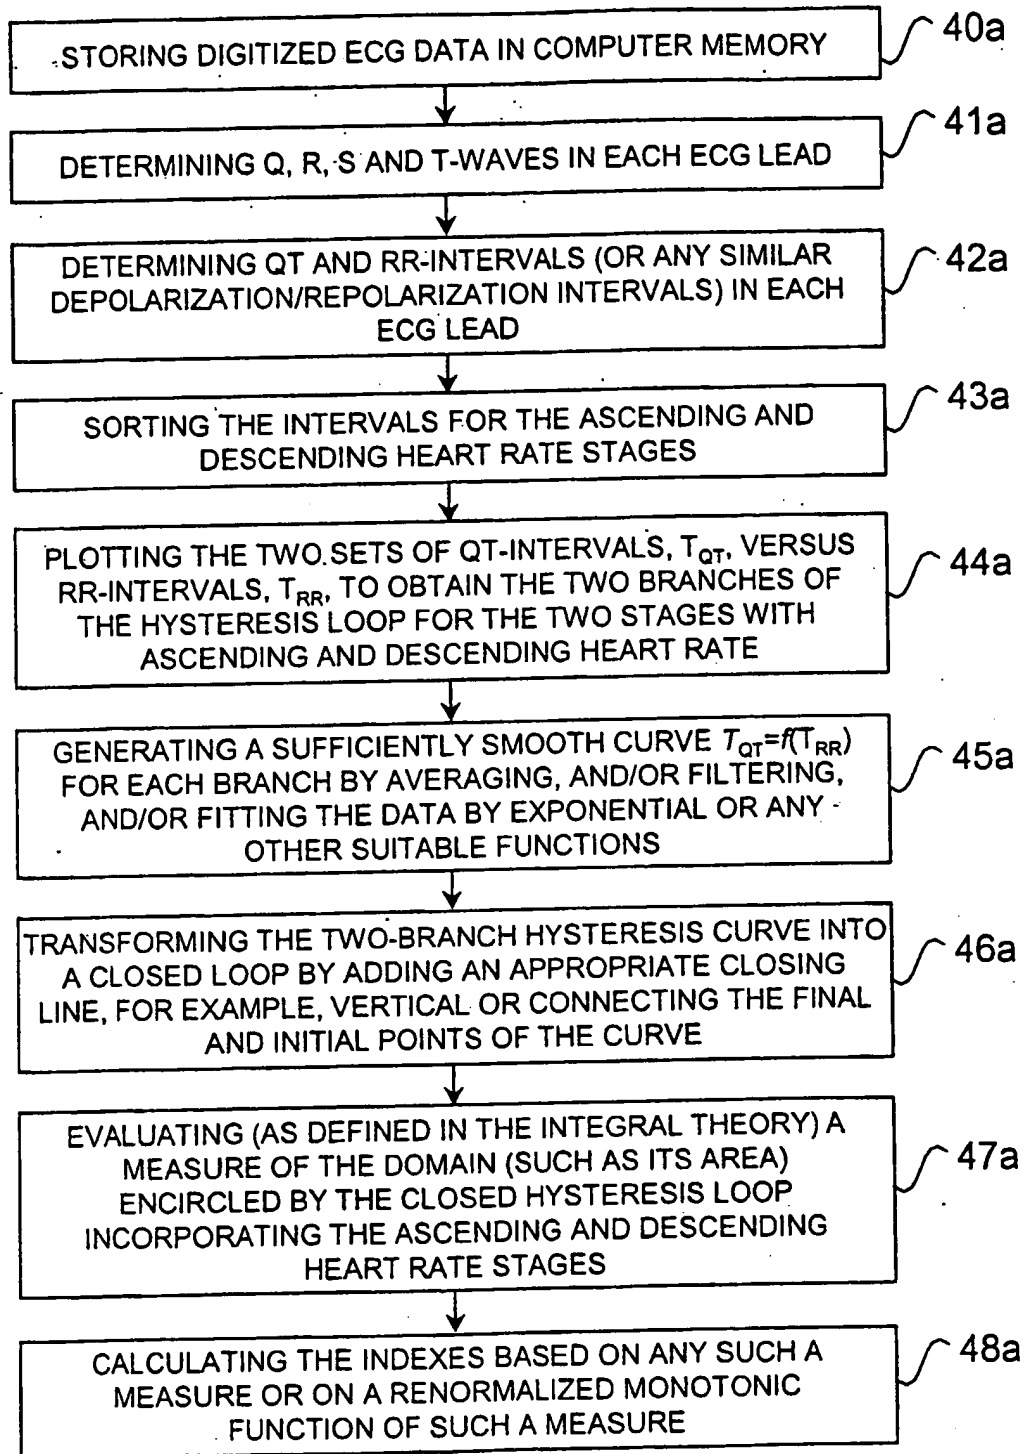 STORING DIGITIZED ECG DATA IN COMPUTER MEMORY
40a
DETERMINING Q, R, S AND T-WAVES IN EACH ECG LEAD
41a
DETERMINING QT AND RR-INTERVALS (OR ANY SIMILAR
DEPOLARIZATION/REPOLARIZATION INTERVALS) IN EACH
ECG LEAD
42a
SORTING THE INTERVALS FOR THE ASCENDING AND
DESCENDING HEART RATE STAGES
43a
PLOTTING THE TWO SETS OF QT-INTERVALS, TQT, VERSUS
RR-INTERVALS, TRR, TO OBTAIN THE TWO BRANCHES OF
THE HYSTERESIS LOOP FOR THE TWO STAGES WITH
ASCENDING AND DESCENDING HEART RATE
44a
GENERATING A SUFFICIENTLY SMOOTH CURVE TQT=f(TRR)
FOR EACH BRANCH BY AVERAGING, AND/OR FILTERING,
AND/OR FITTING THE DATA BY EXPONENTIAL OR ANY
OTHER SUITABLE FUNCTIONS
45a
TRANSFORMING THE TWO-BRANCH HYSTERESIS CURVE INTO
A CLOSED LOOP BY ADDING AN APPROPRIATE CLOSING
LINE, FOR EXAMPLE, VERTICAL OR CONNECTING THE FINAL
AND INITIAL POINTS OF THE CURVE
46a
EVALUATING (AS DEFINED IN THE INTEGRAL THEORY) A
MEASURE OF THE DOMAIN (SUCH AS ITS AREA)
ENCIRCLED BY THE CLOSED HYSTERESIS LOOP
INCORPORATING THE ASCENDING AND DESCENDING
HEART RATE STAGES
47a
CALCULATING THE INDEXES BASED ON ANY SUCH A
MEASURE OR ON A RENORMALIZED MONOTONIC
FUNCTION OF SUCH A MEASURE
48a